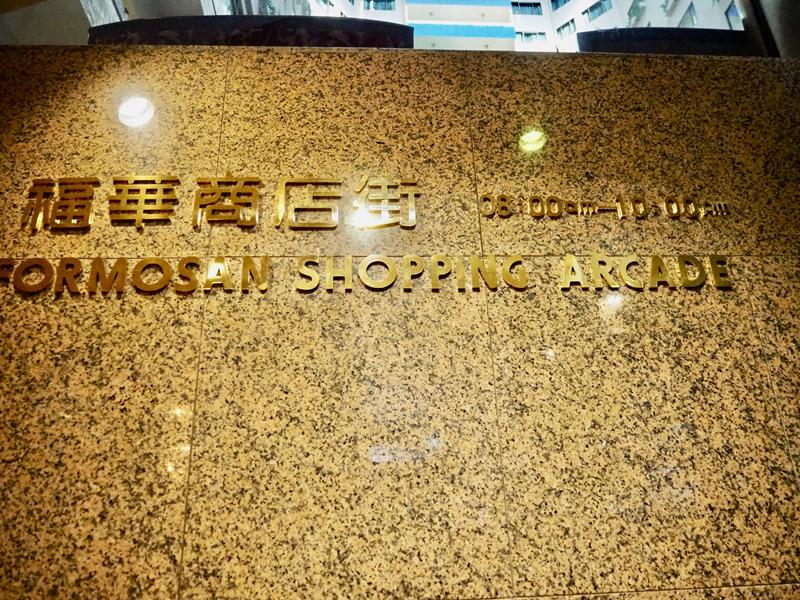 福華商店街 08:00am—10:00pm
FORMOSAN SHOPPING ARCADE